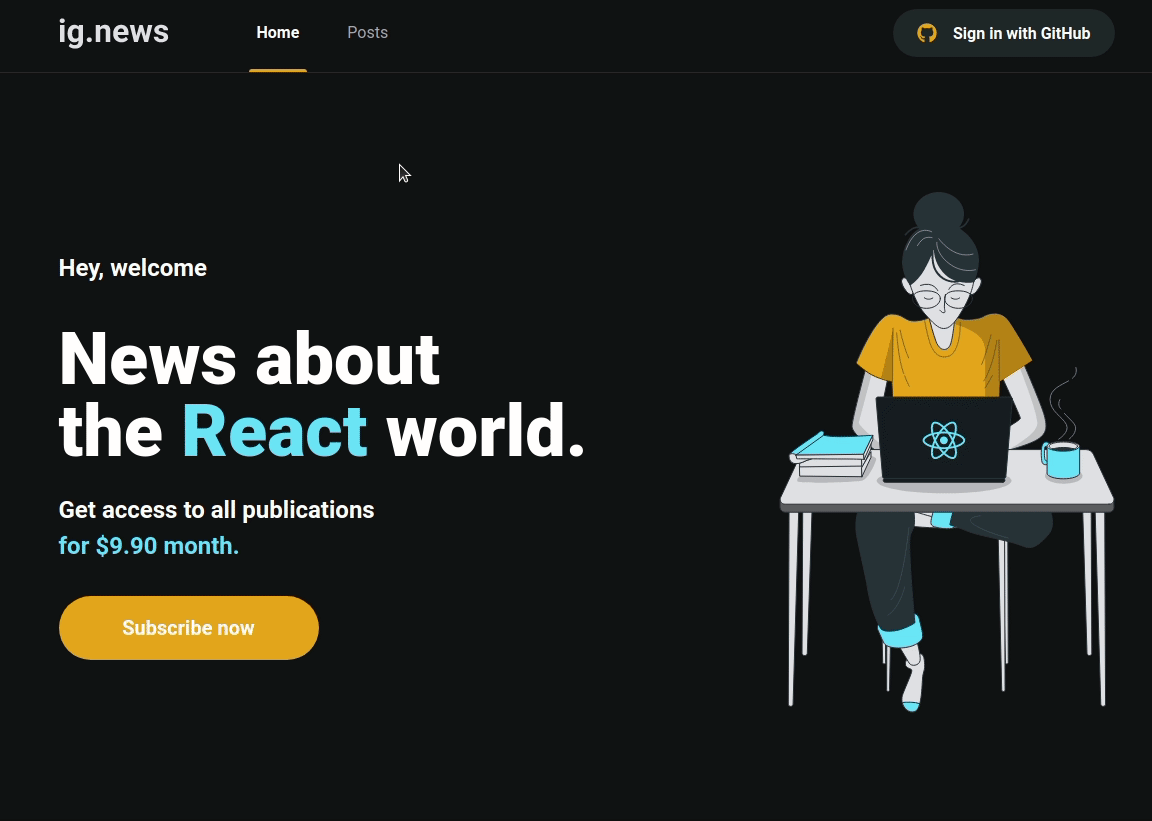 ig.news
Home
Posts
Sign in with GitHub
Hey, welcome
News about
the React world.
Get access to all publications
for $9.90 month.
Subscribe now